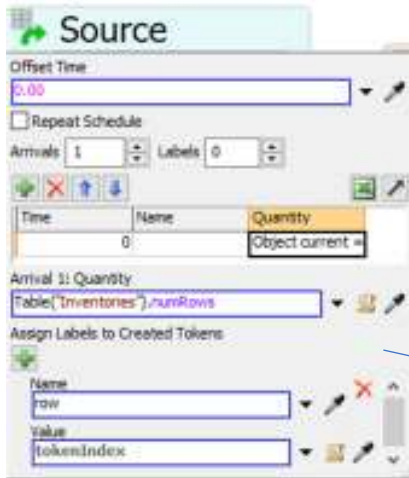 Source
Offset Time
0.00
Repeat Schedule
Arrivals 1 Labels 0
Time Name Quantity
0 Object current =
Arrival 1: Quantity
Table("Inventories").numRows
Assign Labels to Created Tokens
Name
row
Value
tokenIndex